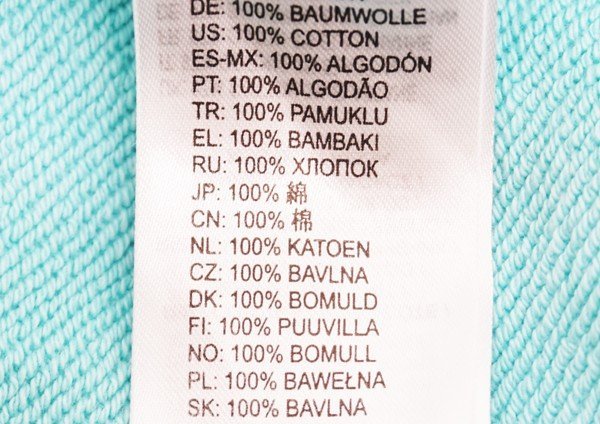 DE: 100% BAUMWOLLE
US: 100% COTTON
ES-MX: 100% ALGODÓN
PT: 100% ALGODÃO
TR: 100% PAMUKLU
EL: 100% BAMBAKI
RU: 100% ХЛОПОК
JP: 100% 綿
CN: 100% 棉
NL: 100% KATOEN
CZ: 100% BAVLNA
DK: 100% BOMULD
FI: 100% PUUVILLA
NO: 100% BOMULL
PL: 100% BAWEŁNA
SK: 100% BAVLNA